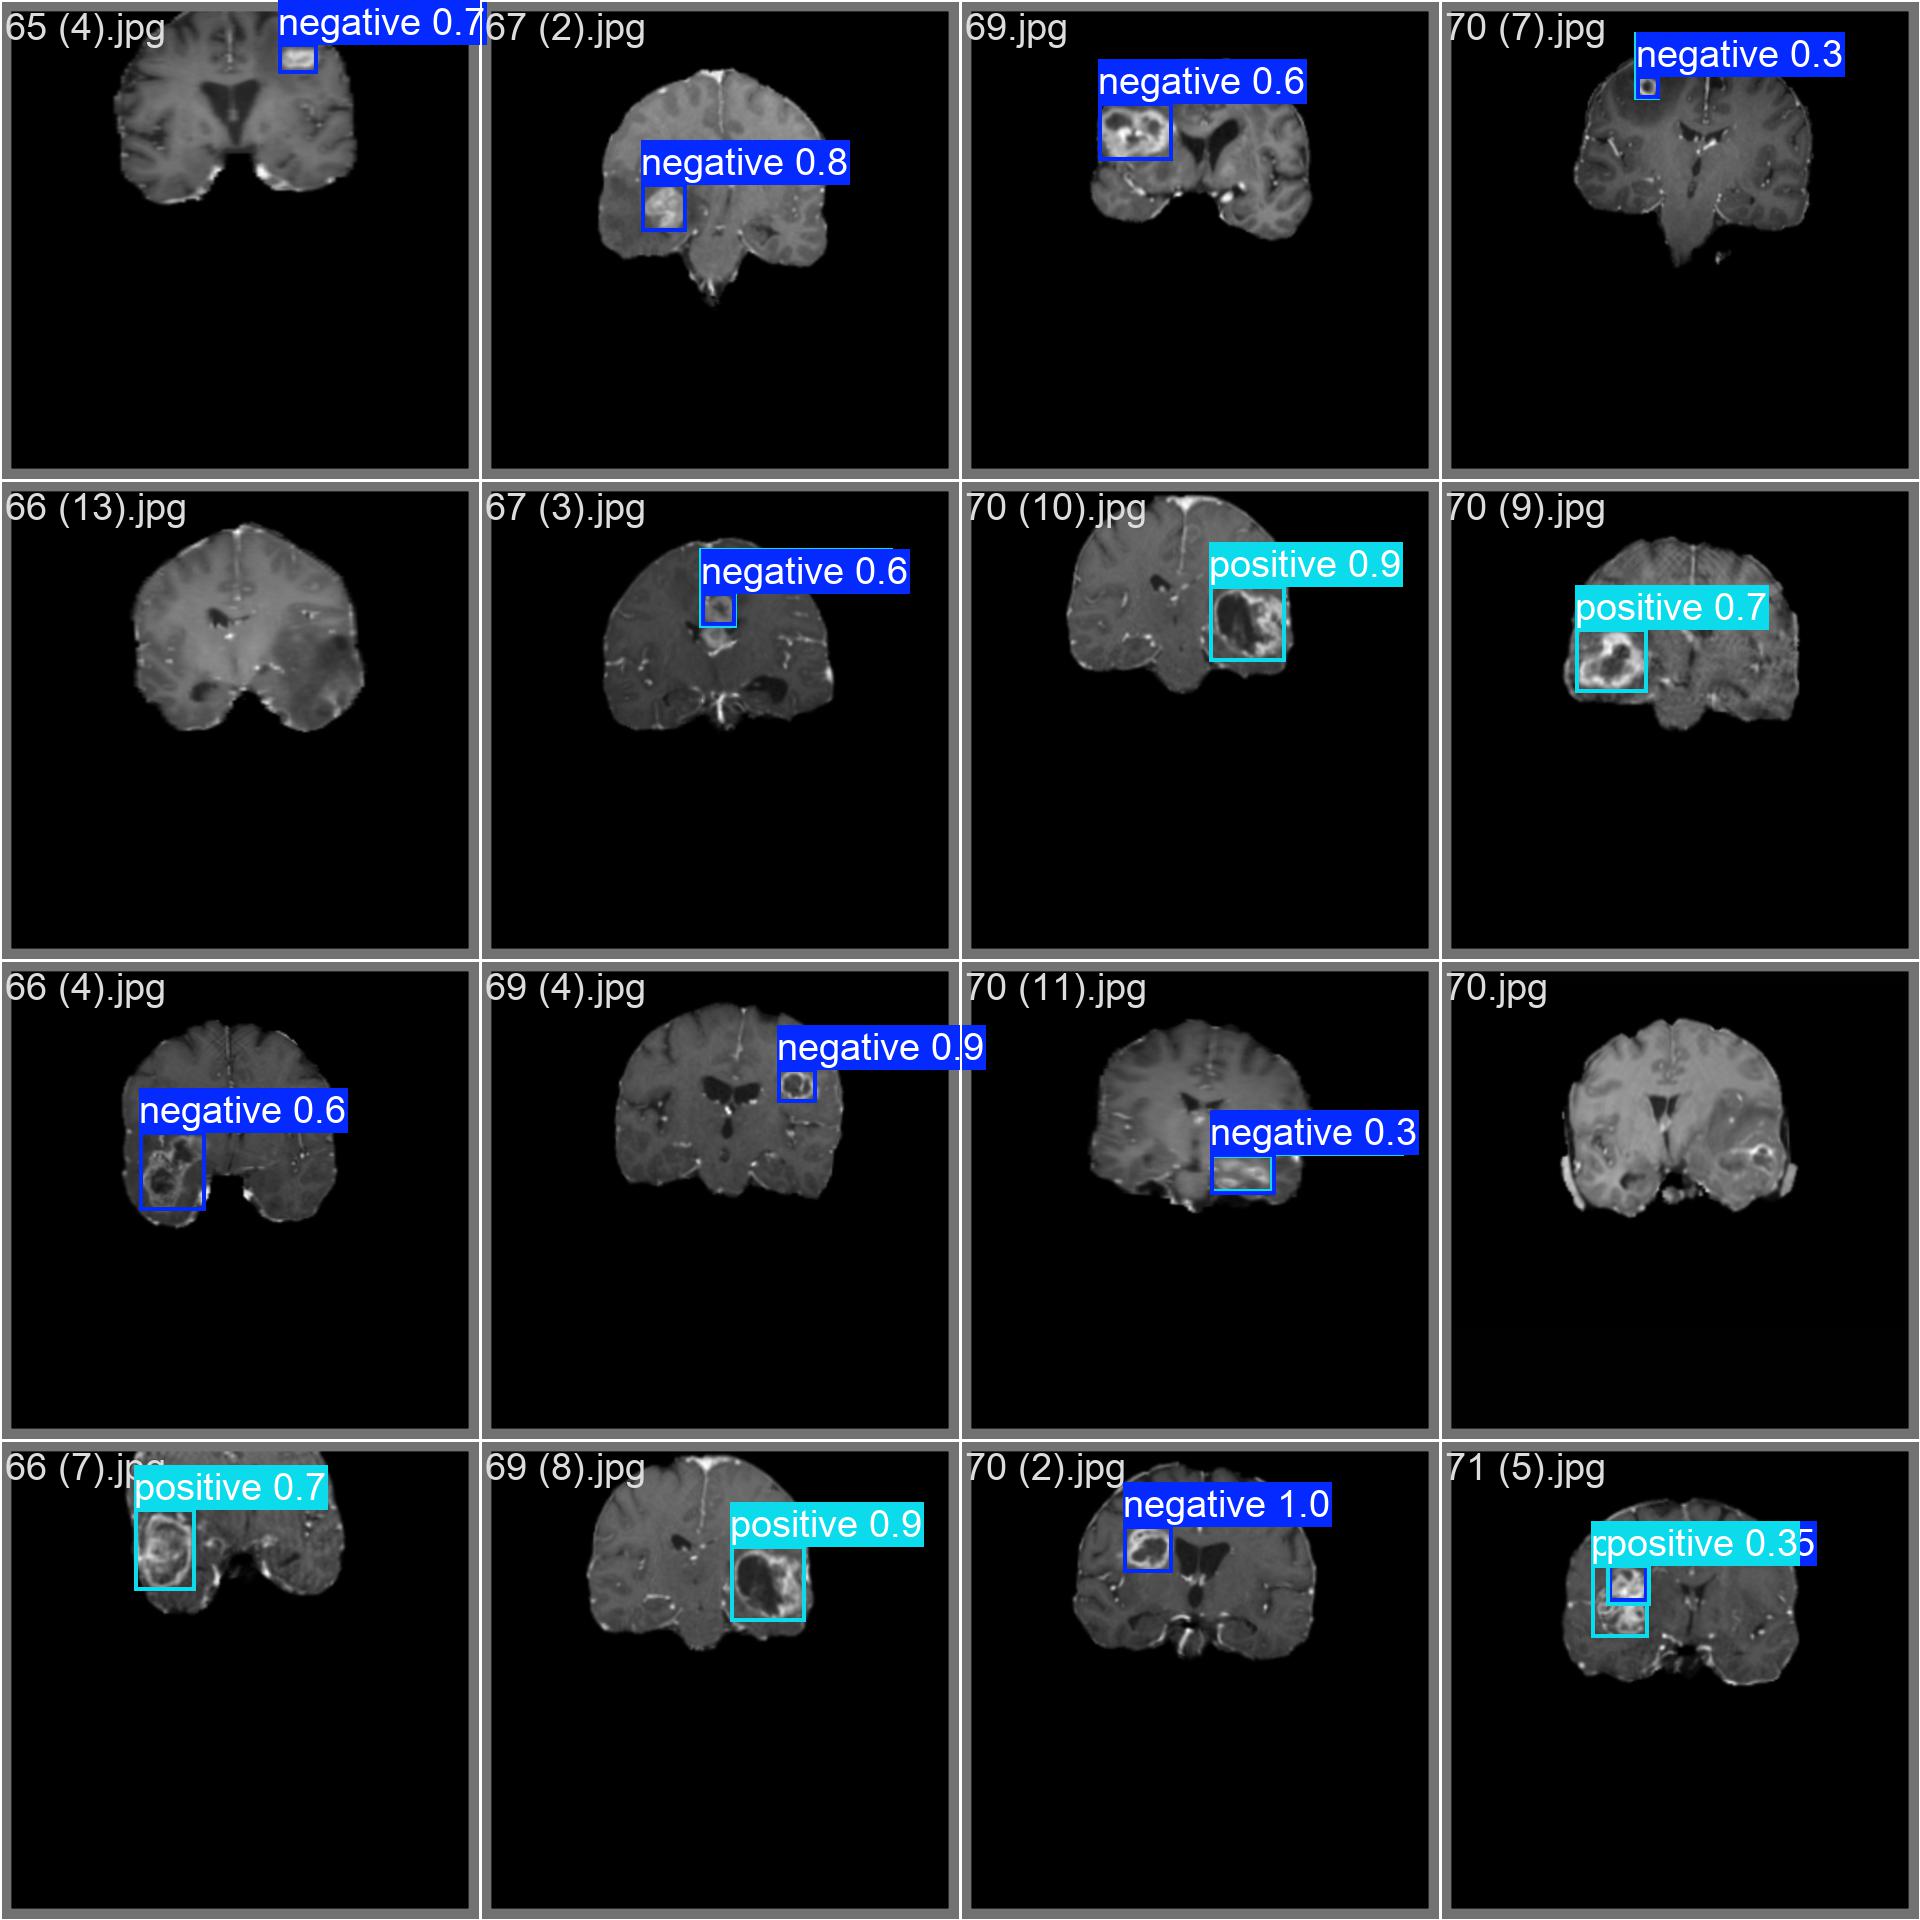 65 (4).jpg
negative 0.7
67 (2).jpg
negative 0.8
69.jpg
negative 0.6
70 (7).jpg
negative 0.3
66 (13).jpg
67 (3).jpg
negative 0.6
70 (10).jpg
positive 0.9
70 (9).jpg
positive 0.7
66 (4).jpg
negative 0.6
69 (4).jpg
negative 0.9
70 (11).jpg
negative 0.3
70.jpg
66 (7).jpg
positive 0.7
69 (8).jpg
positive 0.9
70 (2).jpg
negative 1.0
71 (5).jpg
positive 0.3